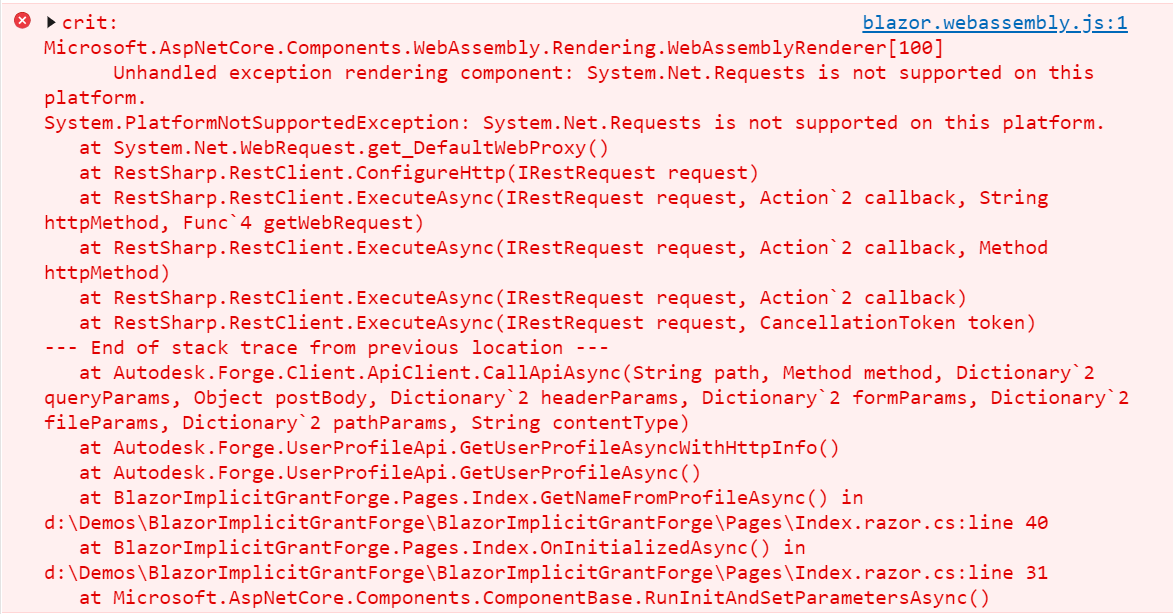 crit: blazor.webassembly.js:1
Microsoft.AspNetCore.Components.WebAssembly.Rendering.WebAssemblyRenderer[100]
Unhandled exception rendering component: System.Net.Requests is not supported on this
platform.
System.PlatformNotSupportedException: System.Net.Requests is not supported on this platform.
at System.Net.WebRequest.get_DefaultWebProxy()
at RestSharp.RestClient.ConfigureHttp(IRestRequest request)
at RestSharp.RestClient.ExecuteAsync(IRestRequest request, Action`2 callback, String
httpMethod, Func`4 getWebRequest)
at RestSharp.RestClient.ExecuteAsync(IRestRequest request, Action`2 callback, Method
httpMethod)
at RestSharp.RestClient.ExecuteAsync(IRestRequest request, Action`2 callback)
at RestSharp.RestClient.ExecuteAsync(IRestRequest request, CancellationToken token)
--- End of stack trace from previous location ---
at Autodesk.Forge.Client.ApiClient.CallApiAsync(String path, Method method, Dictionary`2
queryParams, Object postBody, Dictionary`2 headerParams, Dictionary`2 formParams, Dictionary`2
fileParams, Dictionary`2 pathParams, String contentType)
at Autodesk.Forge.UserProfileApi.GetUserProfileAsyncWithHttpInfo()
at Autodesk.Forge.UserProfileApi.GetUserProfileAsync()
at BlazorImplicitGrantForge.Pages.Index.GetNameFromProfileAsync() in
d:\Demos\BlazorImplicitGrantForge\BlazorImplicitGrantForge\Pages\Index.razor.cs:line 40
at BlazorImplicitGrantForge.Pages.Index.OnInitializedAsync() in
d:\Demos\BlazorImplicitGrantForge\BlazorImplicitGrantForge\Pages\Index.razor.cs:line 31
at Microsoft.AspNetCore.Components.ComponentBase.RunInitAndSetParametersAsync()